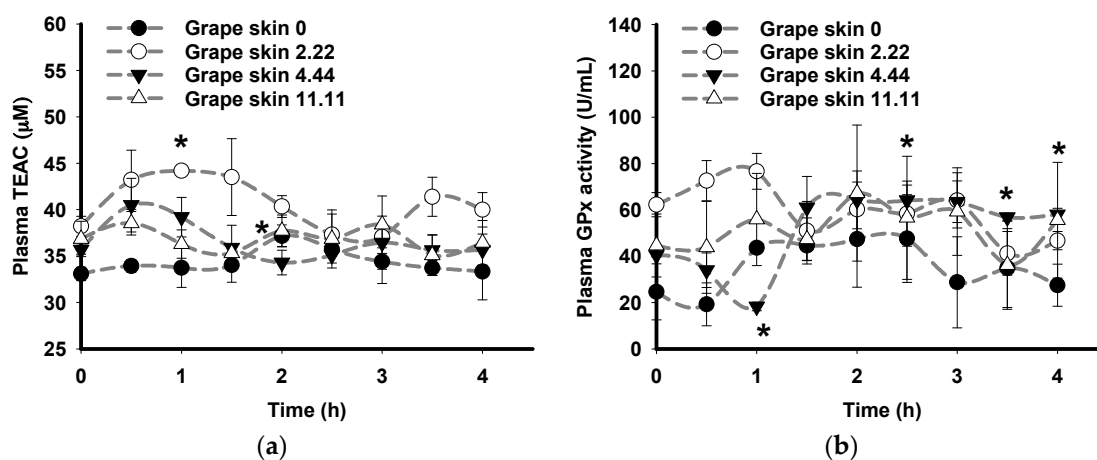 Plasma TEAC (μM)
60
55
50
45
40
35
30
25
Grape skin 0
Grape skin 2.22
Grape skin 4.44
Grape skin 11.11
*
*
0 1 2 3 4
Time (h)
(a)
Plasma GPx activity (U/mL)
140
120
100
80
60
40
20
0
Grape skin 0
Grape skin 2.22
Grape skin 4.44
Grape skin 11.11
*
*
*
*
0 1 2 3 4
Time (h)
(b)